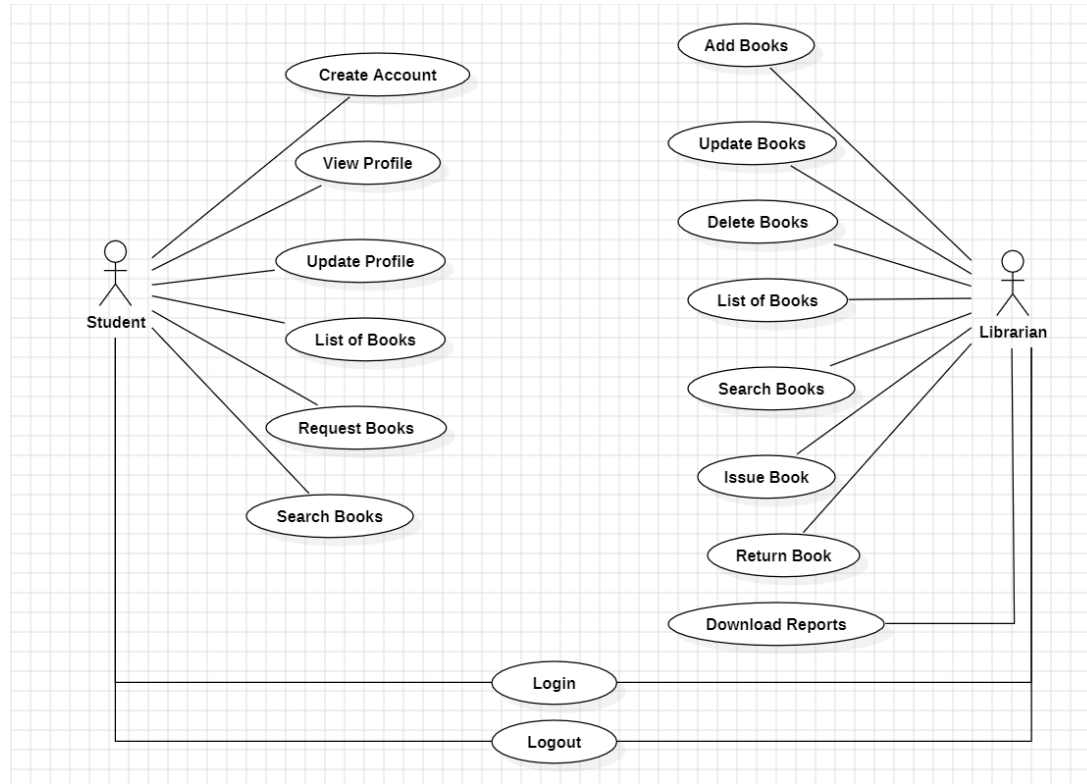 Create Account
View Profile
Update Profile
List of Books
Request Books
Search Books
Student
Add Books
Update Books
Delete Books
List of Books
Search Books
Issue Book
Return Book
Download Reports
Librarian
Login
Logout